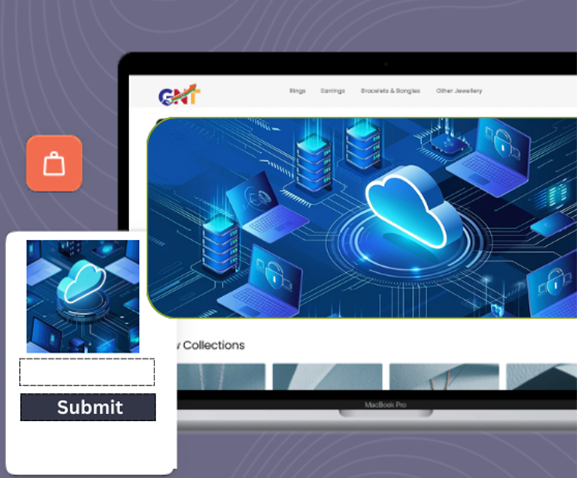 GNT
Rings Earrings Bracelets & Bangles Other Jewellery
w Collections
Submit
MacBook Pro